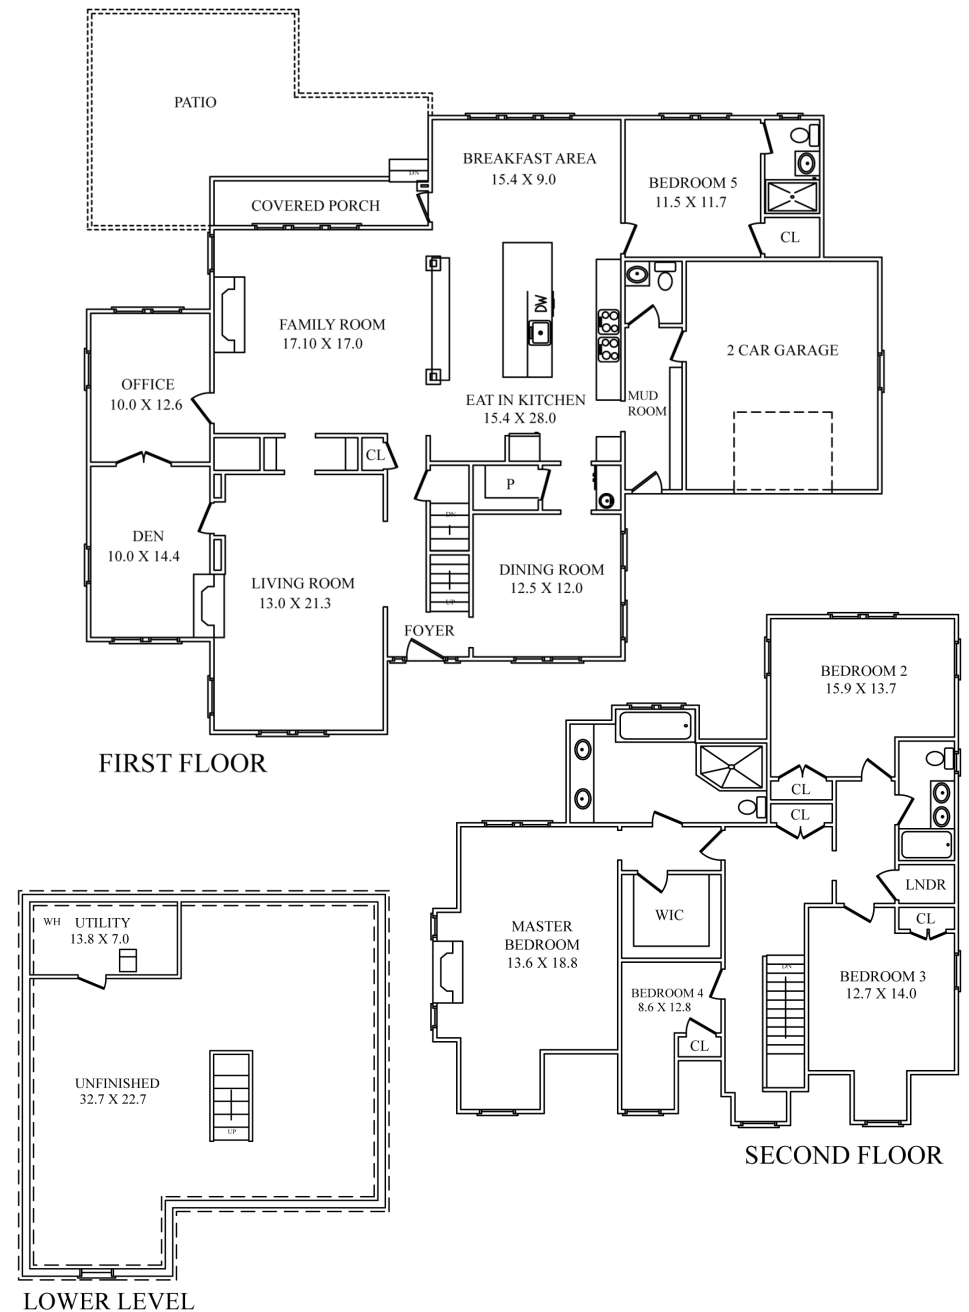 PATIO
DN
BREAKFAST AREA
15.4 X 9.0
BEDROOM 5
11.5 X 11.7
COVERED PORCH
CL
FAMILY ROOM
17.10 X 17.0
DW
2 CAR GARAGE
OFFICE
10.0 X 12.6
EAT IN KITCHEN
15.4 X 28.0
MUD
ROOM
CL
P
DN
DEN
10.0 X 14.4
LIVING ROOM
13.0 X 21.3
DINING ROOM
12.5 X 12.0
UP
FOYER
FIRST FLOOR
BEDROOM 2
15.9 X 13.7
CL
CL
LNDR
WIC
CL
MASTER
BEDROOM
13.6 X 18.8
DN
BEDROOM 3
12.7 X 14.0
BEDROOM 4
8.6 X 12.8
CL
SECOND FLOOR
WH
UTILITY
13.8 X 7.0
UNFINISHED
32.7 X 22.7
UP
LOWER LEVEL